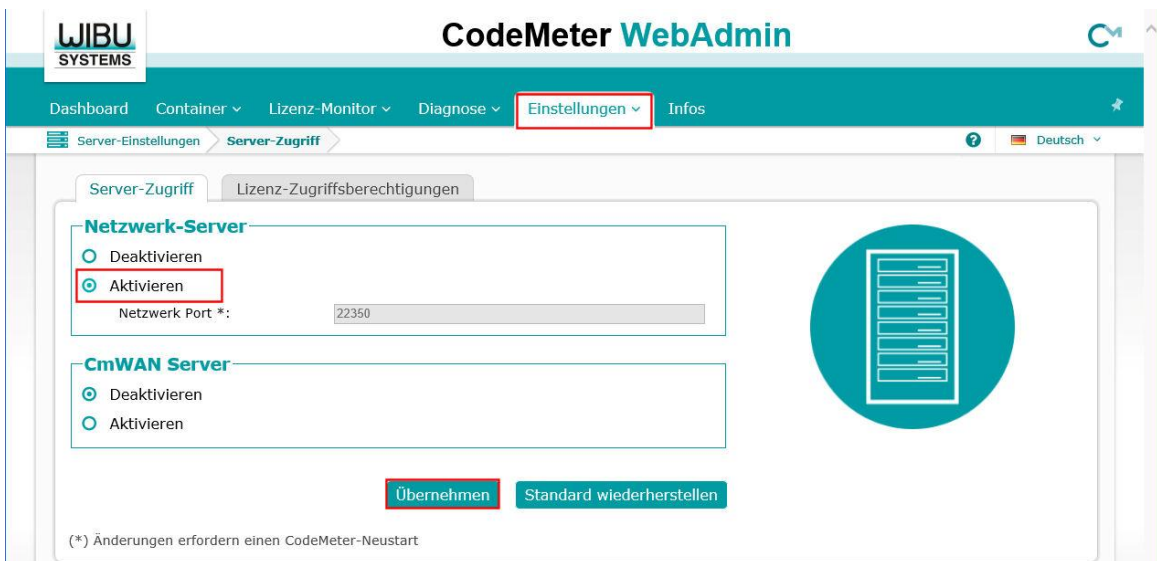 WIBU
SYSTEMS
CodeMeter WebAdmin
CM
Dashboard Container Lizenz-Monitor Diagnose Einstellungen Infos
Server-Einstellungen Server-Zugriff
? Deutsch
Server-Zugriff Lizenz-Zugriffsberechtigungen
Netzwerk-Server
Deaktivieren
Aktivieren
Netzwerk Port *: 22350
CmWAN Server
Deaktivieren
Aktivieren
Übernehmen Standard wiederherstellen
(*) Änderungen erfordern einen CodeMeter-Neustart